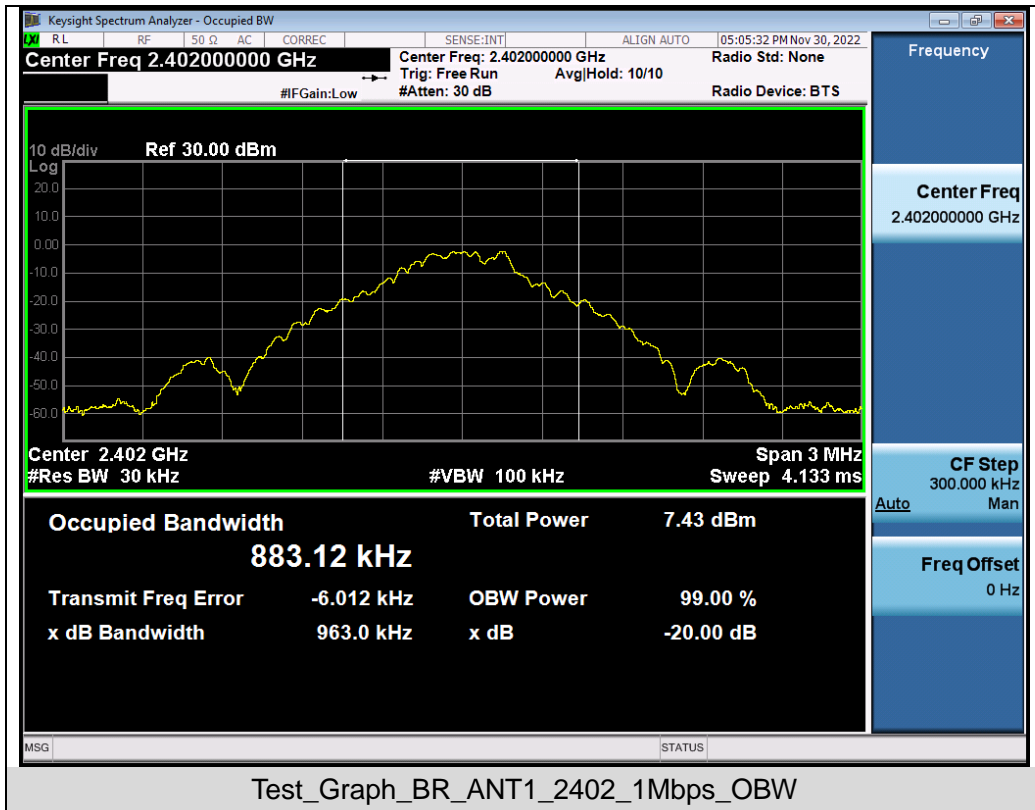 Keysight Spectrum Analyzer - Occupied BW
LXI RL RF 50 Ω AC CORREC SENSE:INT ALIGN AUTO 05:05:32 PM Nov 30, 2022
Center Freq 2.402000000 GHz
Center Freq: 2.402000000 GHz Radio Std: None
Trig: Free Run Avg|Hold: 10/10
#IFGain:Low #Atten: 30 dB Radio Device: BTS
Frequency
10 dB/div Ref 30.00 dBm
Log
20.0
10.0
0.00
-10.0
-20.0
-30.0
-40.0
-50.0
-60.0
Center 2.402 GHz Span 3 MHz
#Res BW 30 kHz #VBW 100 kHz Sweep 4.133 ms
Center Freq
2.402000000 GHz
CF Step
300.000 kHz
Auto Man
Freq Offset
0 Hz
Occupied Bandwidth Total Power 7.43 dBm
883.12 kHz
Transmit Freq Error -6.012 kHz OBW Power 99.00 %
x dB Bandwidth 963.0 kHz x dB -20.00 dB
MSG STATUS
Test_Graph_BR_ANT1_2402_1Mbps_OBW